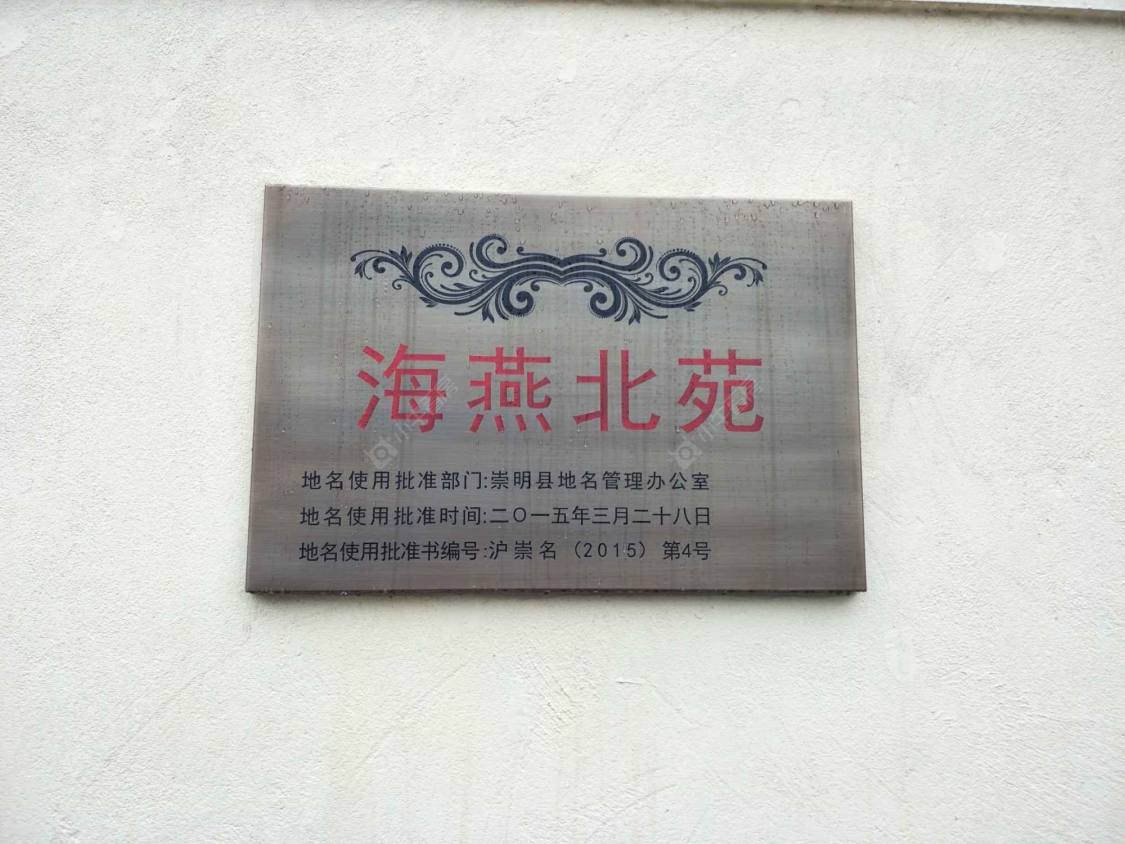 海燕北苑
地名使用批准部门:崇明县地名管理办公室
地名使用批准时间:二〇一五年三月二十八日
地名使用批准书编号:沪崇名（2015）第4号